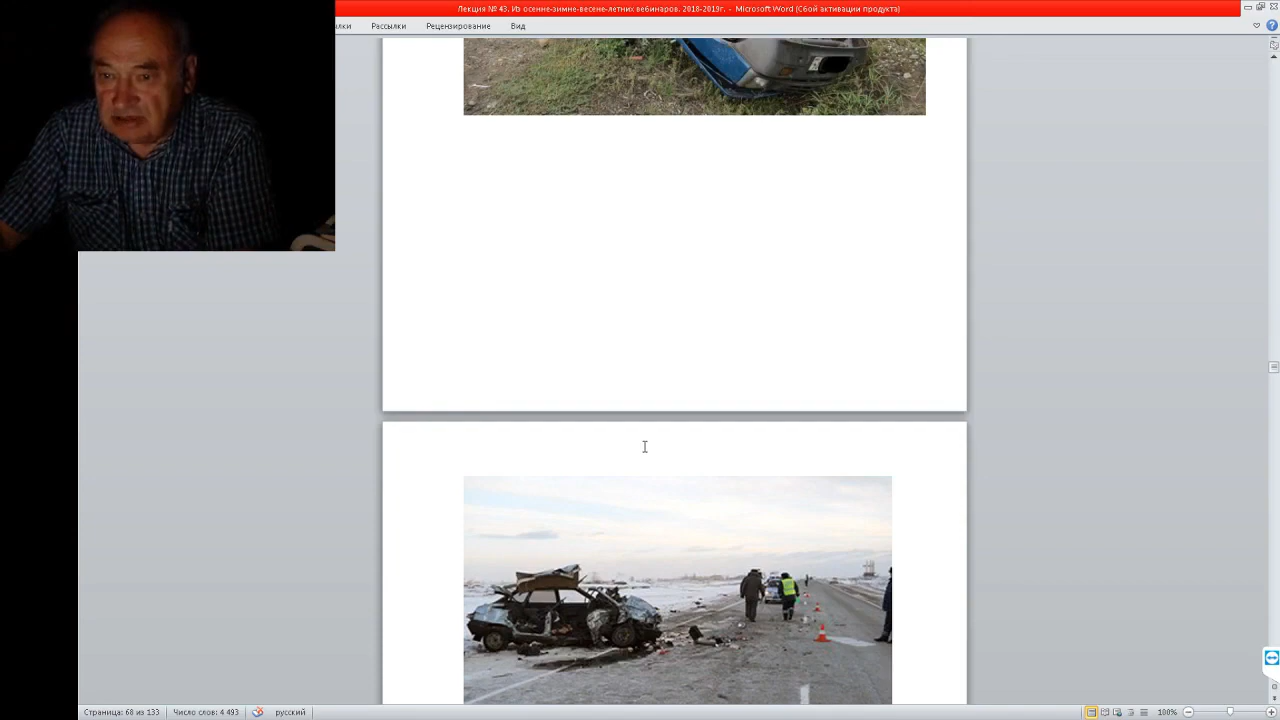 Лекция № 43. Из осенне-зимне-весене-летних вебинаров. 2018-2019г. - Microsoft Word (Сбой активации продукта)
лки Рассылки Рецензирование Вид
Страница: 68 из 133 Число слов: 4 493 русский 100%